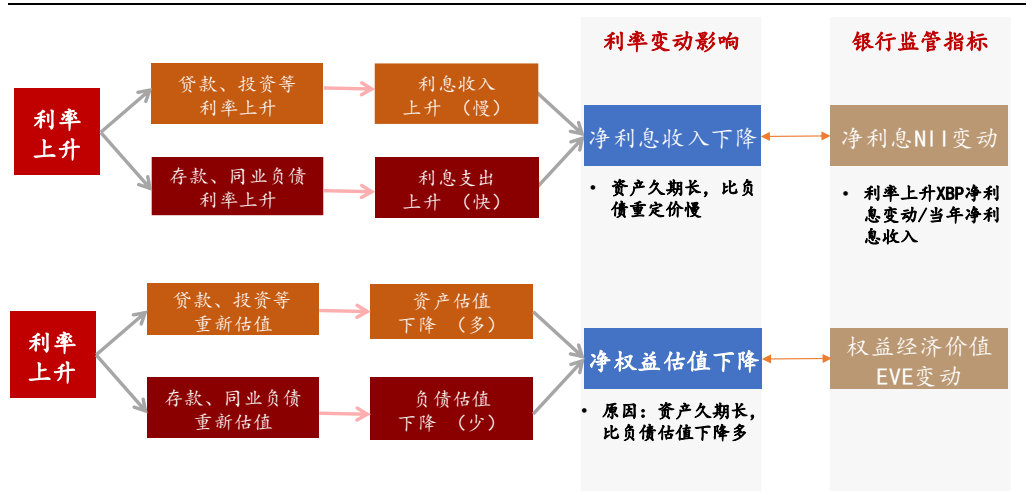 利率变动影响
银行监管指标
利率
上升
贷款、投资等
利率上升
利息收入
上升 （慢）
存款、同业负债
利率上升
利息支出
上升 （快）
净利息收入下降
净利息NII变动
• 资产久期长，比负
债重定价慢
• 利率上升XBP净利
息变动/当年净利
息收入
利率
上升
贷款、投资等
重新估值
资产估值
下降 （多）
存款、同业负债
重新估值
负债估值
下降 （少）
净权益估值下降
权益经济价值
EVE变动
• 原因：资产久期长，
比负债估值下降多